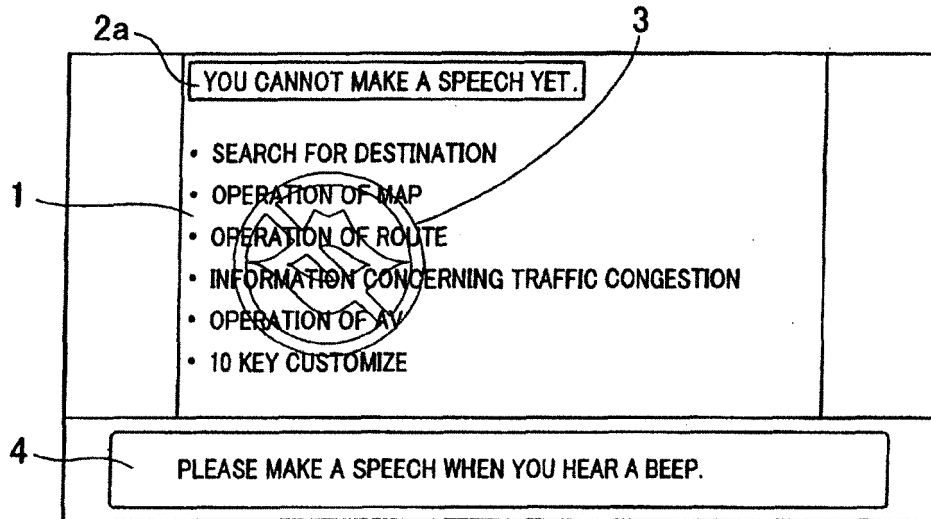 2a
3
YOU CANNOT MAKE A SPEECH YET.
• SEARCH FOR DESTINATION
1
• OPERATION OF MAP
• OPERATION OF ROUTE
• INFORMATION CONCERNING TRAFFIC CONGESTION
• OPERATION OF AV
• 10 KEY CUSTOMIZE
4
PLEASE MAKE A SPEECH WHEN YOU HEAR A BEEP.